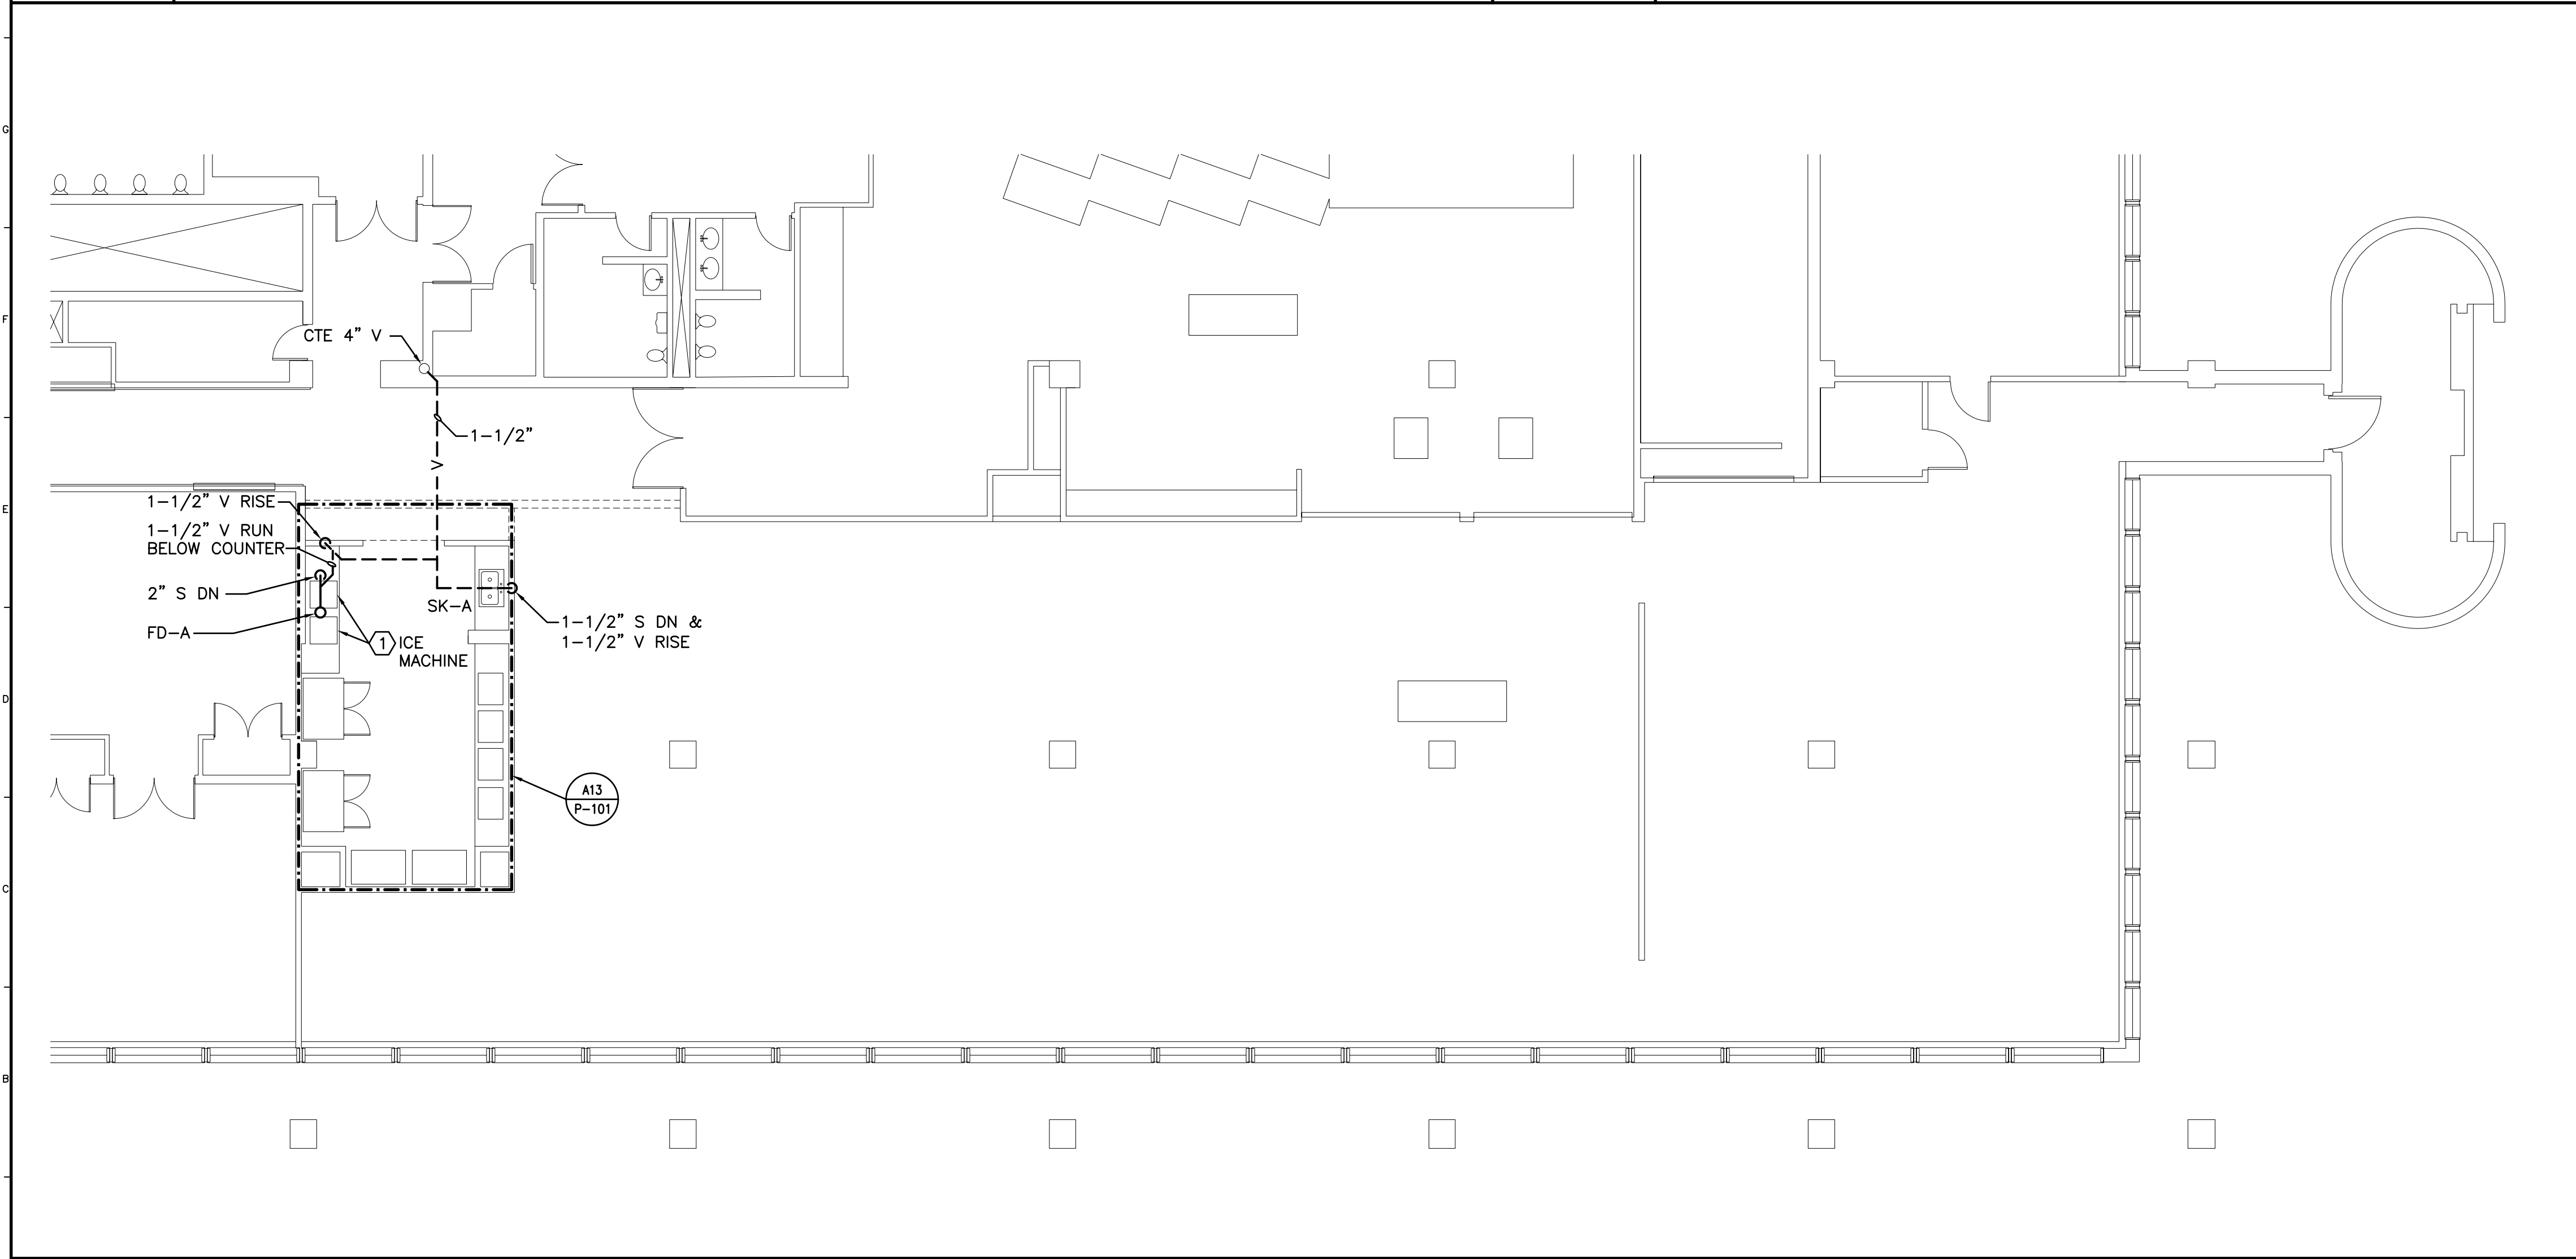 G
F
CTE 4” V
1-1/2”
V
E
1-1/2” V RISE
1-1/2” V RUN
BELOW COUNTER
2” S DN
FD-A
SK-A
1-1/2” S DN &
1-1/2” V RISE
1
ICE
MACHINE
D
A13
P-101
C
B